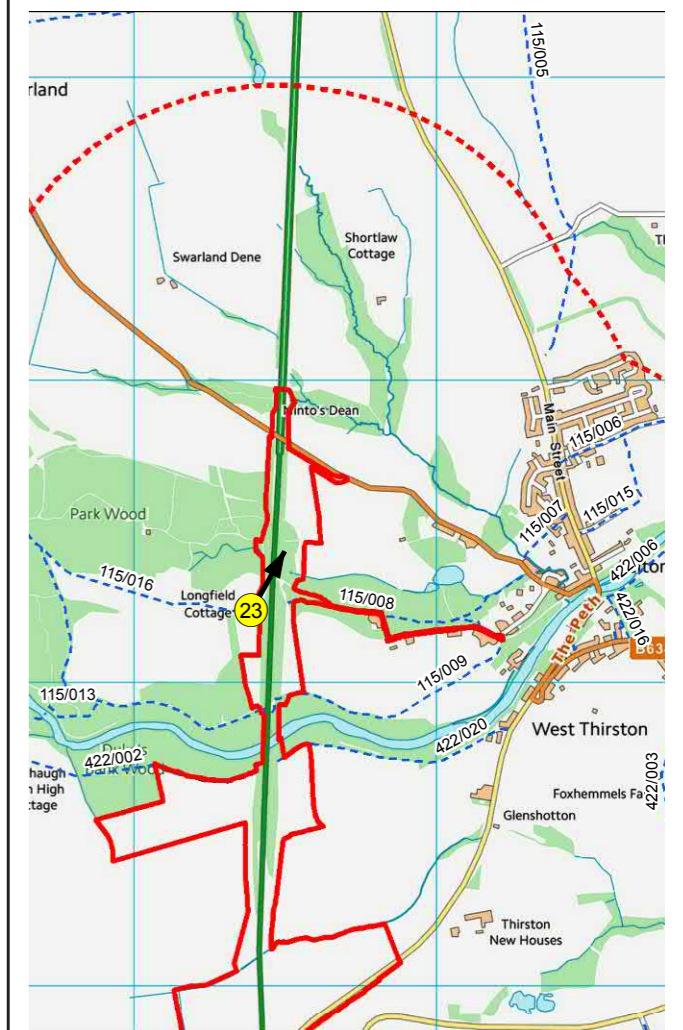 115/005
rland
Swarland Dene
Shortlaw
Cottage
Minto's Dean
Main Street
115/006
115/015
115/007
Park Wood
115/016
115/008
Longfield
Cottage
23
422/006
The Peth
422/016
115/009
115/013
422/020
422/002
West Thirston
Foxhemmels Fa
422/003
Glenshotton
Thirston
New Houses